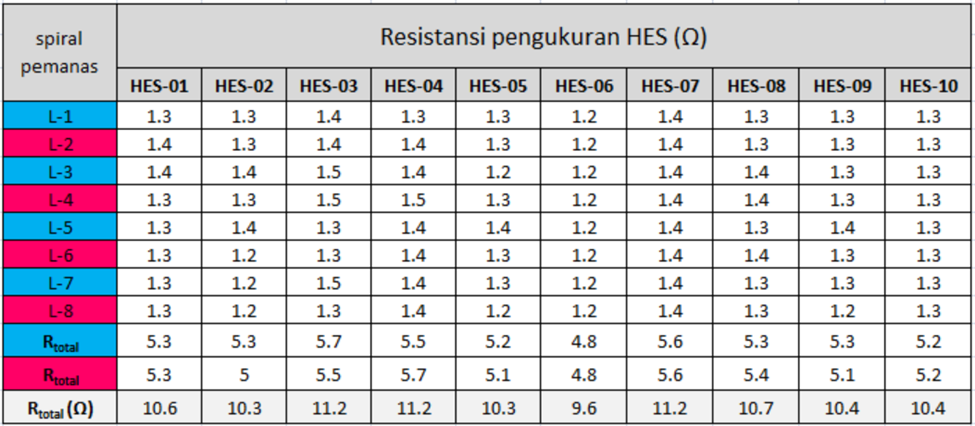 spiral pemanas Resistansi pengukuran HES (Ω)
HES-01 HES-02 HES-03 HES-04 HES-05 HES-06 HES-07 HES-08 HES-09 HES-10
L-1 1.3 1.3 1.4 1.3 1.3 1.2 1.4 1.3 1.3 1.3
L-2 1.4 1.3 1.4 1.4 1.3 1.2 1.4 1.3 1.3 1.3
L-3 1.4 1.4 1.5 1.4 1.2 1.2 1.4 1.4 1.3 1.3
L-4 1.3 1.3 1.5 1.5 1.3 1.2 1.4 1.4 1.3 1.3
L-5 1.3 1.4 1.3 1.4 1.4 1.2 1.4 1.3 1.4 1.3
L-6 1.3 1.2 1.3 1.4 1.3 1.2 1.4 1.4 1.3 1.3
L-7 1.3 1.2 1.5 1.4 1.3 1.2 1.4 1.3 1.3 1.3
L-8 1.3 1.2 1.3 1.4 1.2 1.2 1.4 1.3 1.2 1.3
Rtotal 5.3 5.3 5.7 5.5 5.2 4.8 5.6 5.3 5.3 5.2
Rtotal 5.3 5 5.5 5.7 5.1 4.8 5.6 5.4 5.1 5.2
Rtotal (Ω) 10.6 10.3 11.2 11.2 10.3 9.6 11.2 10.7 10.4 10.4